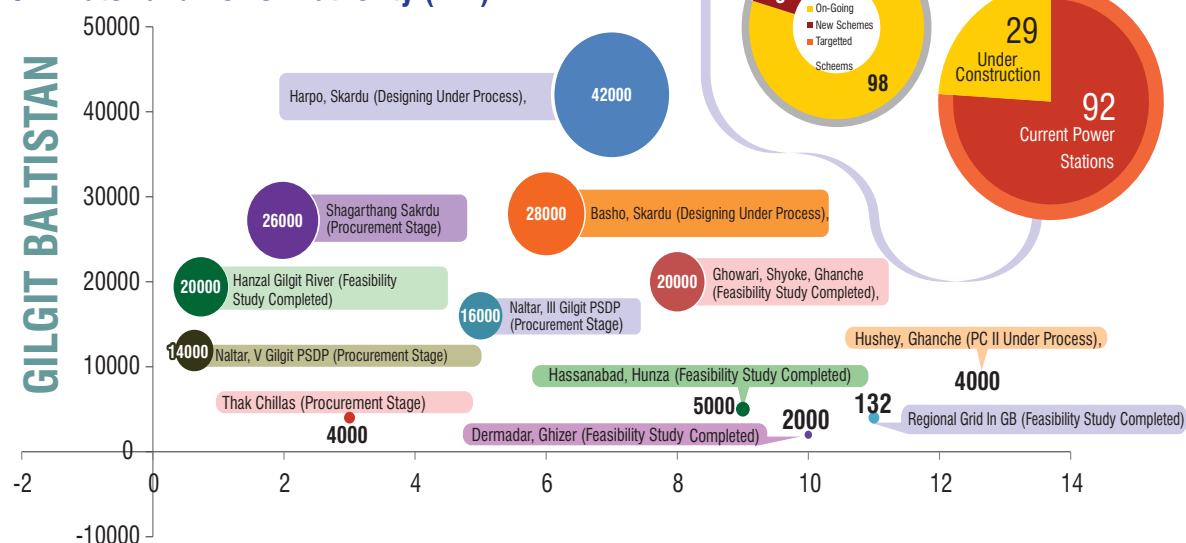 50000
40000
30000
20000
10000
0
-10000
-2
0
2
4
6
8
10
12
14
GILGIT BALTISTAN
On-Going
New Schemes
Targetted
Scheems
98
29
Under
Construction
92
Current Power
Stations
Harpo, Skardu (Designing Under Process),
42000
26000
Shagarthang Sakrdu
(Procurement Stage)
28000
Basho, Skardu (Designing Under Process),
20000
Hanzal Gilgit River (Feasibility
Study Completed)
20000
Ghowari, Shyoke, Ghanche
(Feasibility Study Completed),
16000
Naltar, III Gilgit PSDP
(Procurement Stage)
14000
Naltar, V Gilgit PSDP (Procurement Stage)
Hushey, Ghanche (PC II Under Process),
4000
Hassanabad, Hunza (Feasibility Study Completed)
5000
Thak Chillas (Procurement Stage)
4000
Dermadar, Ghizer (Feasibility Study Completed)
2000
132
Regional Grid In GB (Feasibility Study Completed)